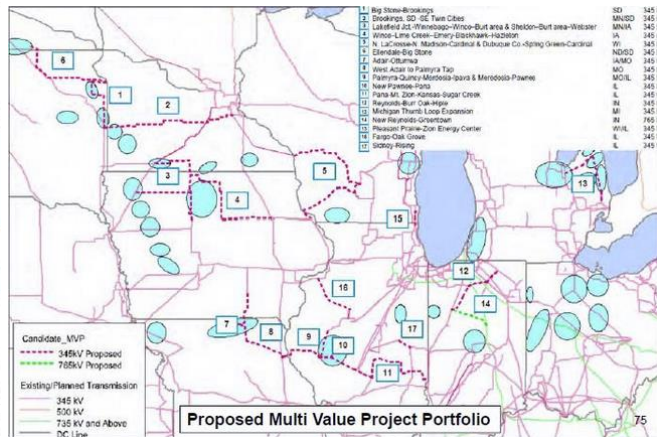 1 Big Stone-Brookings SD 345
2 Brookings, SD -SE Twin Cities MN/SD 345
3 Lakefield Jct.-Winnebago-Winco-Burt area & Sheldon-Burt area-Webster MN/IA 345
4 Winco-Lime Creek-Emery-Blackhawk-Hazleton IA 345
5 N. LaCrosse-N. Madison-Cardinal & Dubuque Co.-Spring Green-Cardinal WI 345
6 Ellendale-Big Stone ND/SD 345
7 Adair-Ottumwa IA/MO 345
8 West Adair to Palmyra Tap MO 345
9 Palmyra-Quincy-Meredosia-Ipava & Meredosia-Pawnee MO/IL 345
10 New Pawnee-Pana IL 345
11 Pana-Mt. Zion-Kansas-Sugar Creek IL 345
12 Reynolds-Burr Oak-Hiple IN 345
13 Michigan Thumb Loop Expansion MI 345
14 New Reynolds-Greentown IN 765
15 Pleasant Prairie-Zion Energy Center WI/IL 345
16 Fargo-Oak Grove IL 345
17 Sidney-Rising IL 345
6
1
2
3
4
5
13
15
12
14
16
17
7
8
9
10
11
Candidate_MVP
345kV Proposed
765kV Proposed
Existing/Planned Transmission
345 kV
500 kV
735 kV and Above
DC Line
Proposed Multi Value Project Portfolio
75